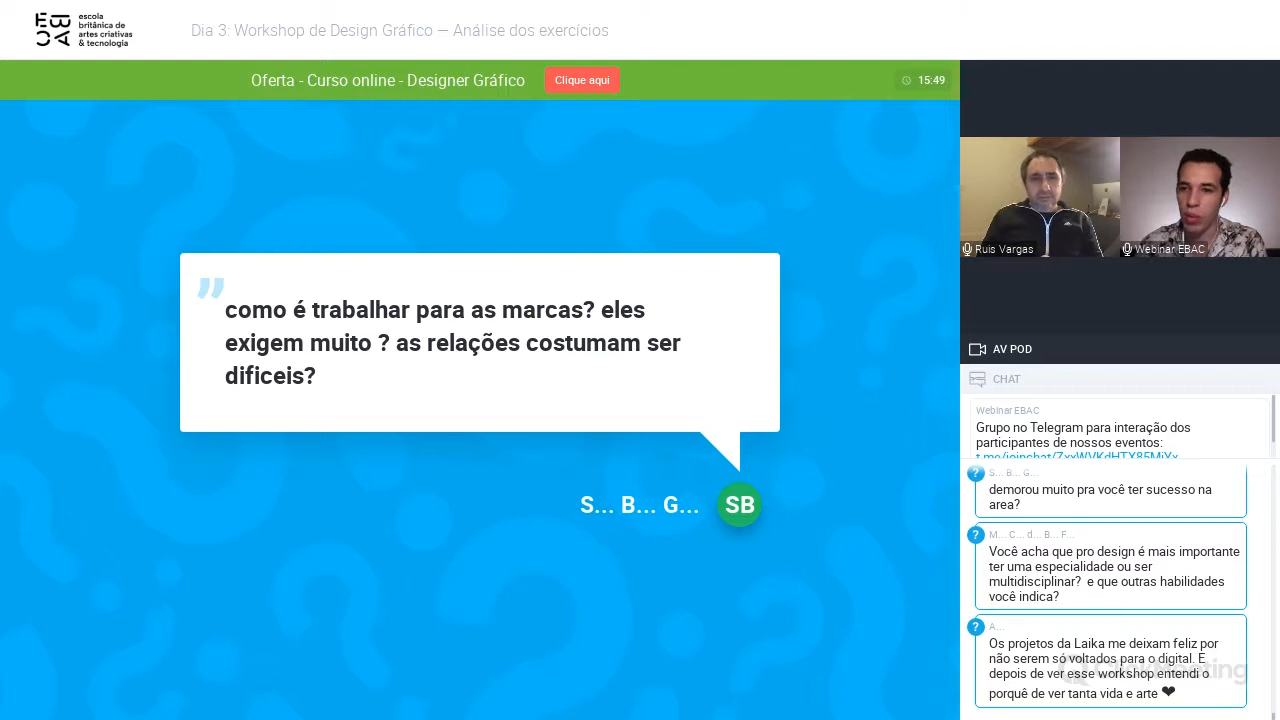 EBAC
escola
britânica de
artes criativas
& tecnologia
Dia 3: Workshop de Design Gráfico — Análise dos exercícios
Oferta - Curso online - Designer Gráfico
Clique aqui
15:49
como é trabalhar para as marcas? eles
exigem muito ? as relações costumam ser
dificeis?
S... B... G...
SB
Ruis Vargas
Webinar EBAC
AV POD
CHAT
Webinar EBAC
Grupo no Telegram para interação dos
participantes de nossos eventos:
S... B... G...
demorou muito pra você ter sucesso na
area?
M... C... d... B... F...
Você acha que pro design é mais importante
ter uma especialidade ou ser
multidisciplinar? e que outras habilidades
você indica?
A...
Os projetos da Laika me deixam feliz por
não serem só voltados para o digital. E
depois de ver esse workshop entendi o
porquê de ver tanta vida e arte ❤
ClickMeeting